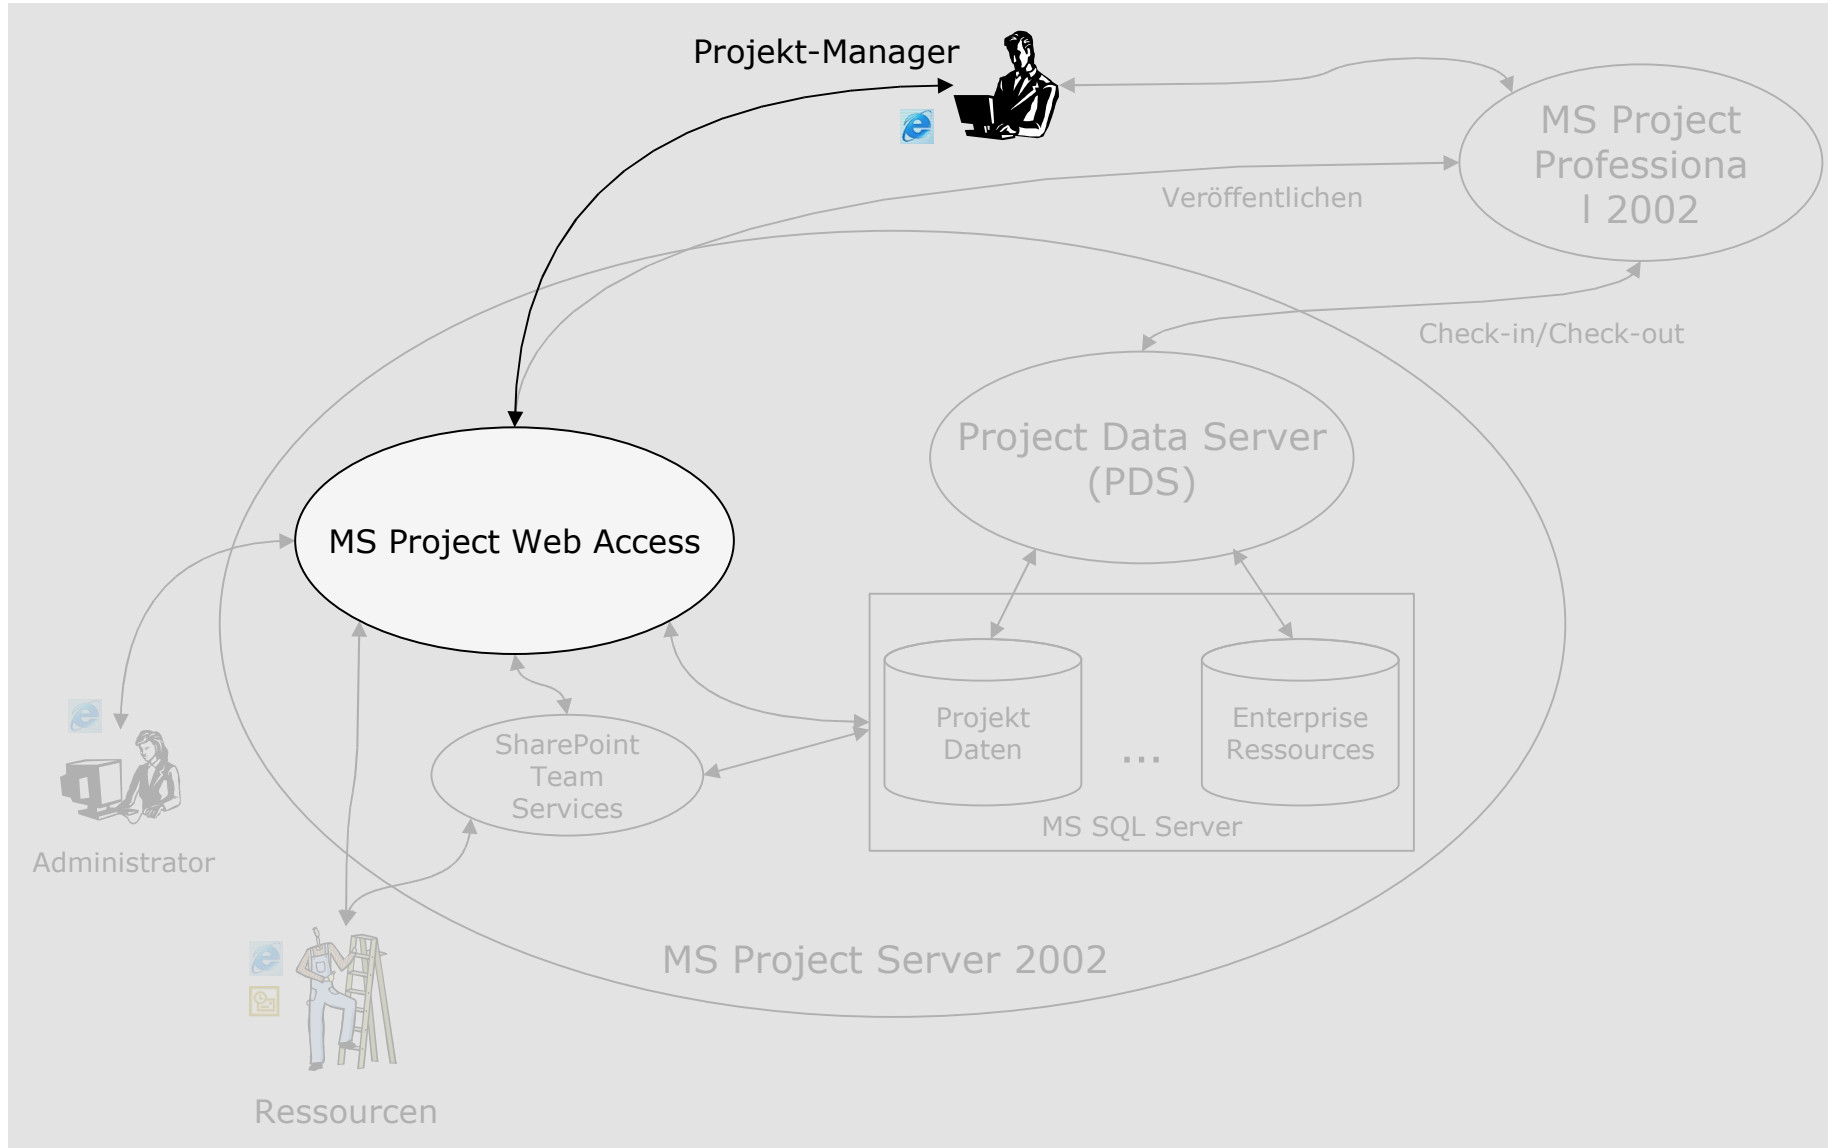 Projekt-Manager
MS Project
Professiona
l 2002
Veröffentlichen
Check-in/Check-out
Project Data Server
(PDS)
MS Project Web Access
Projekt
Daten
...
Enterprise
Ressources
MS SQL Server
SharePoint
Team
Services
Administrator
MS Project Server 2002
Ressourcen